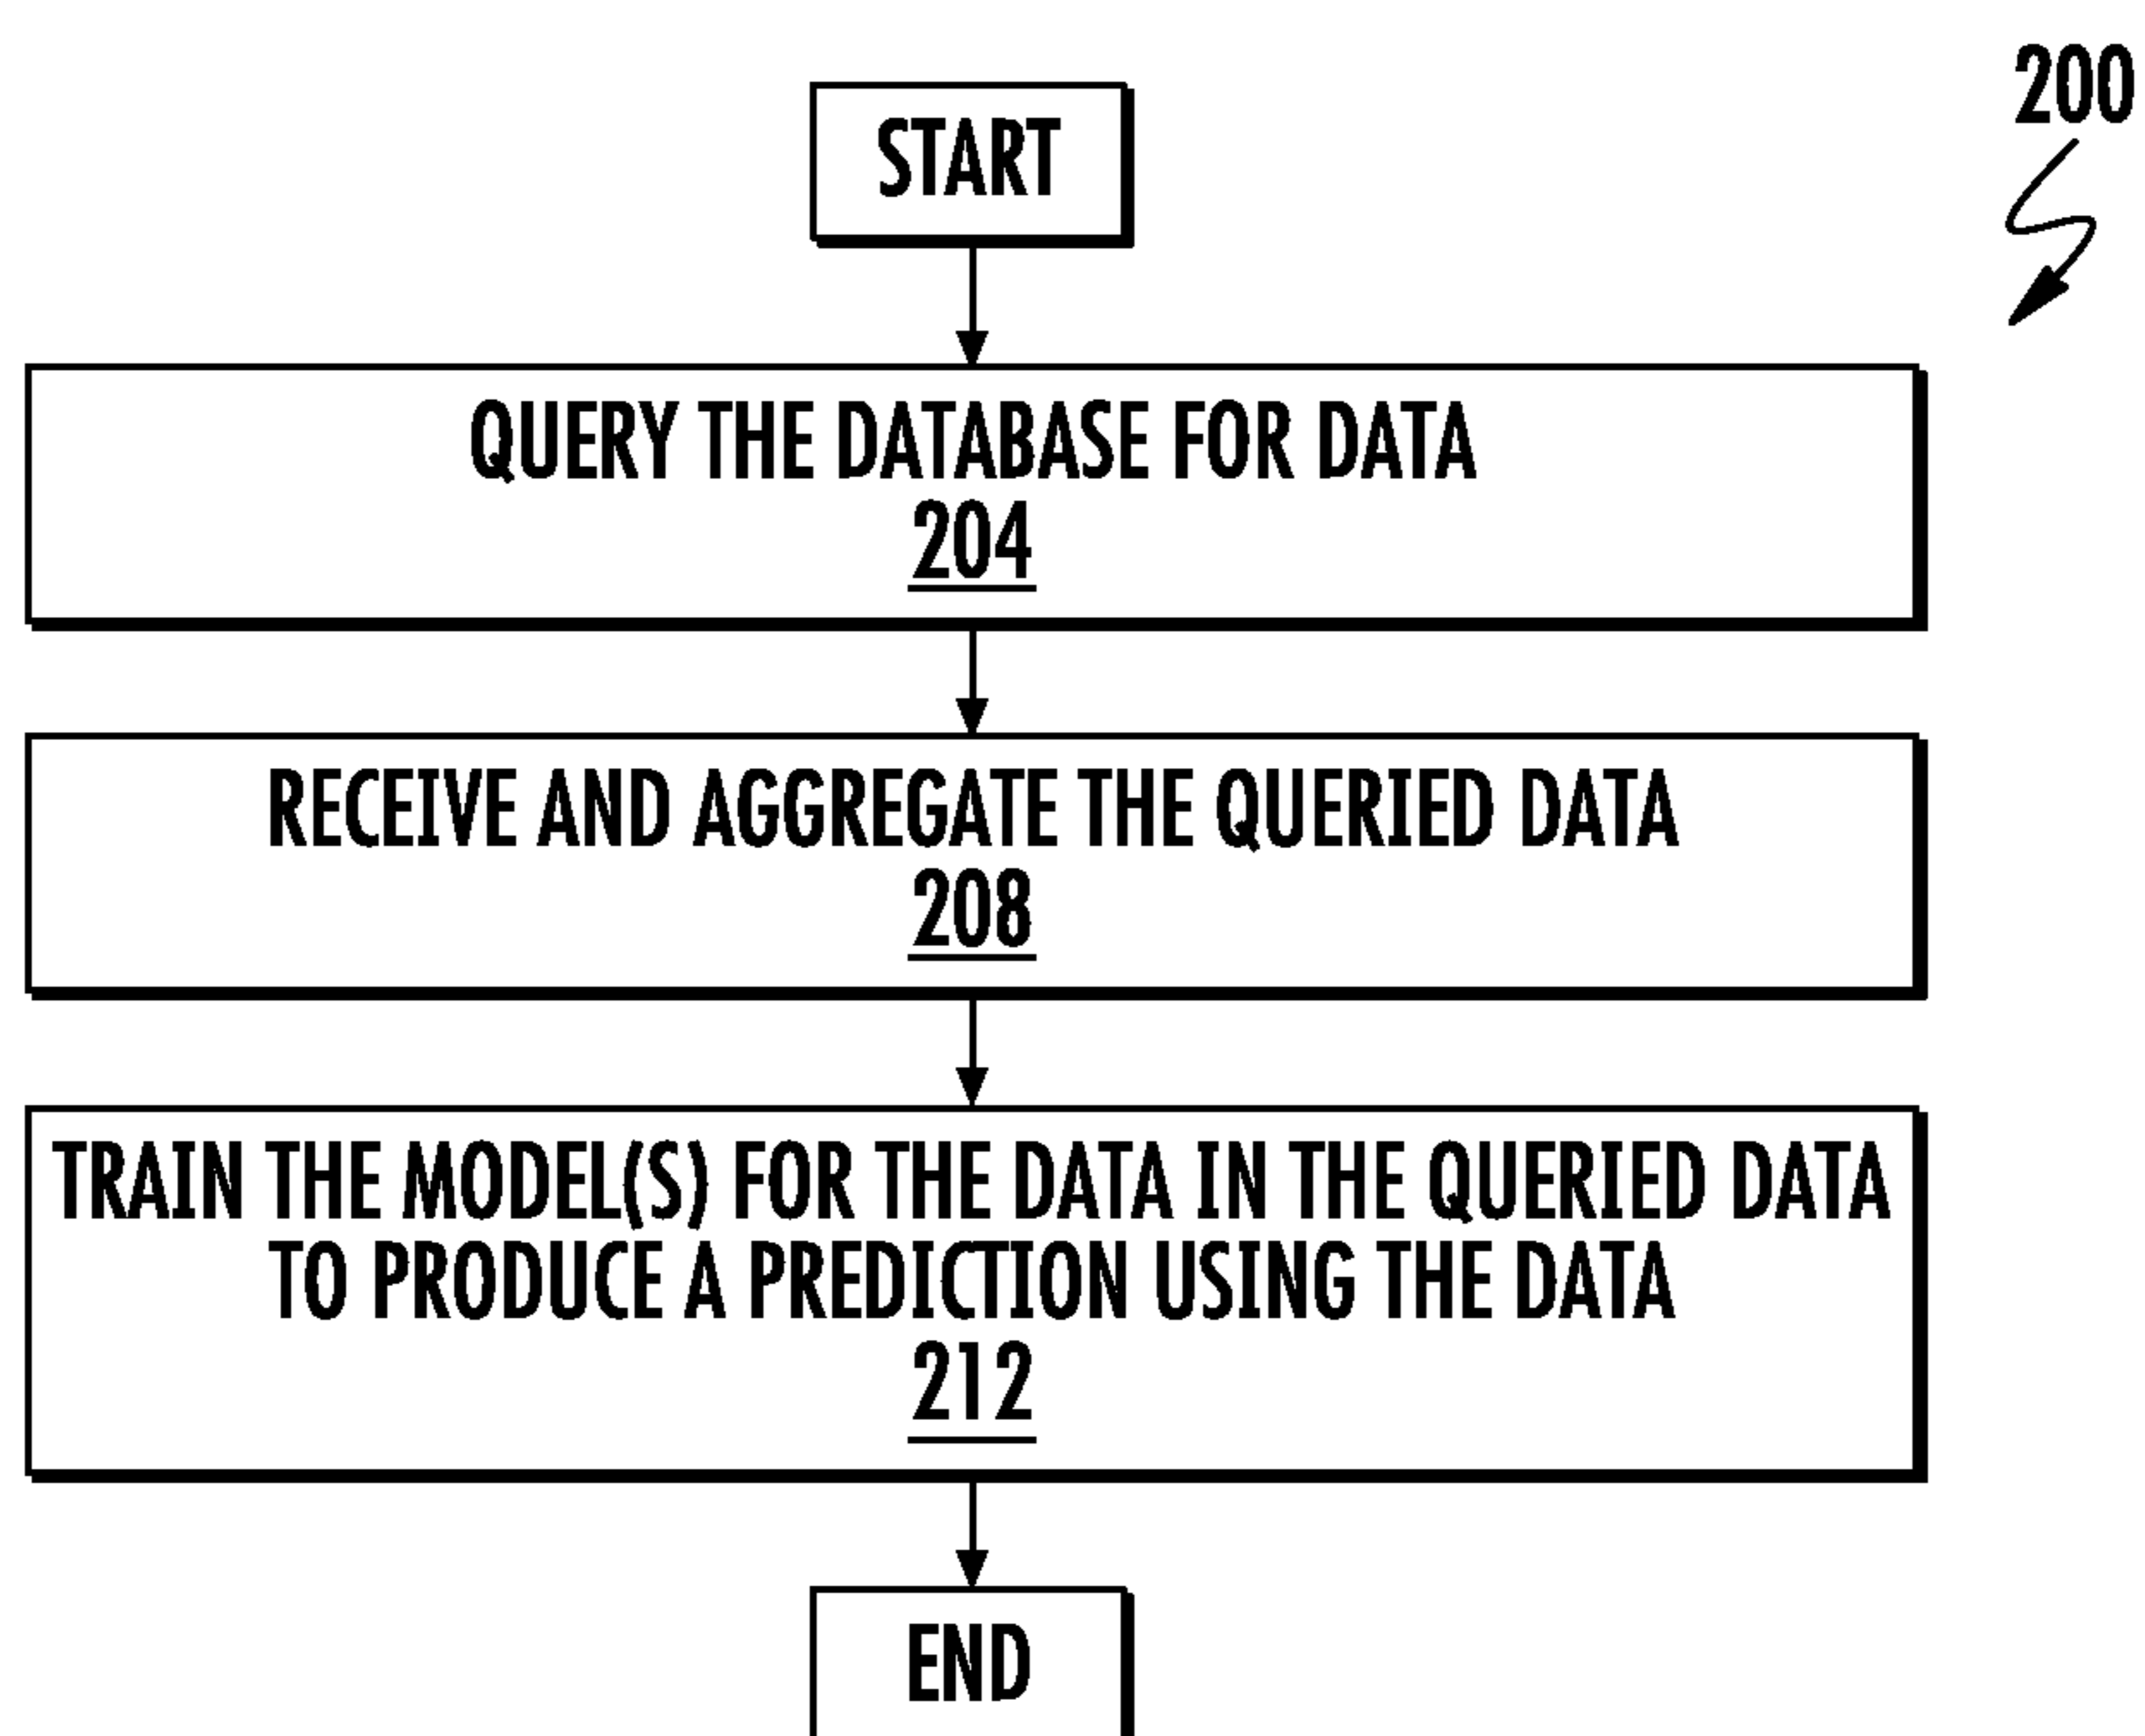 200
START
QUERY THE DATABASE FOR DATA
204
RECEIVE AND AGGREGATE THE QUERIED DATA
208
TRAIN THE MODEL(S) FOR THE DATA IN THE QUERIED DATA
TO PRODUCE A PREDICTION USING THE DATA
212
END